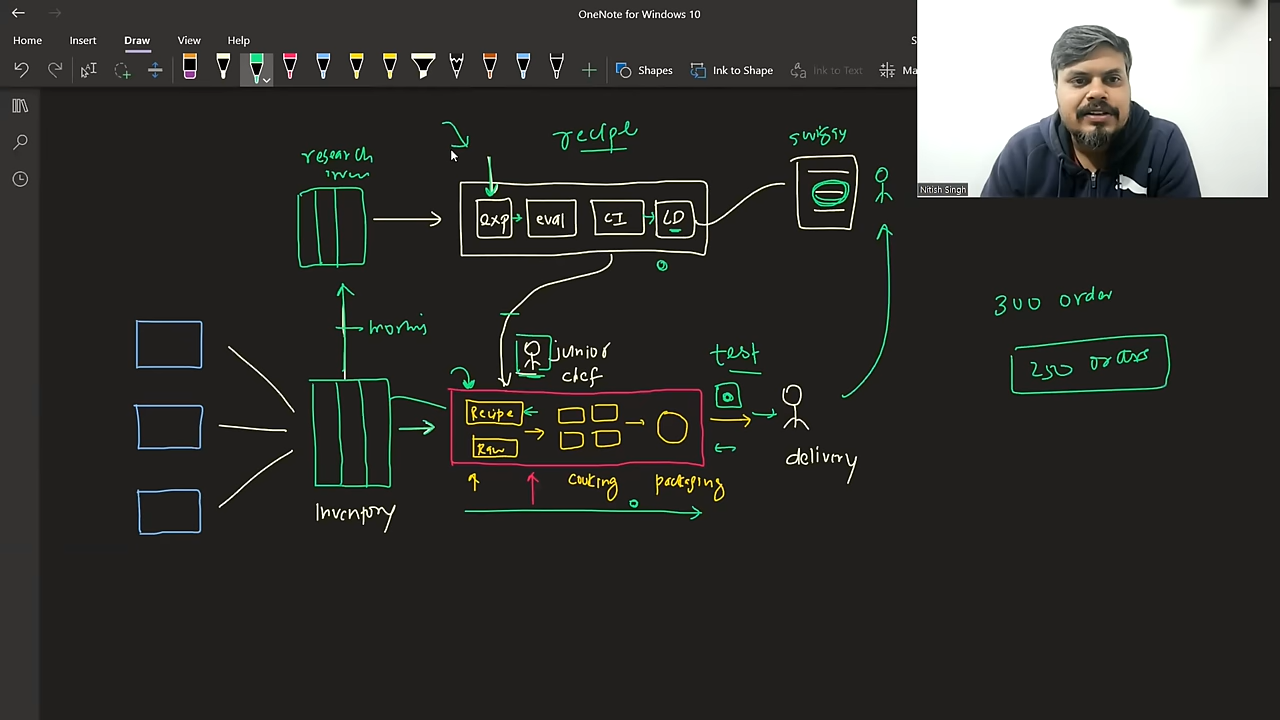 OneNote for Windows 10
Home
Insert
Draw
View
Help
Shapes
Ink to Shape
Ink to Text
Ma
Nitish Singh
recipe
swiggy
research
exp
eval
CI
CD
months
300 order
junior
chef
test
250 orders
Recipe
Raw
delivery
cooking
packaging
Inventory